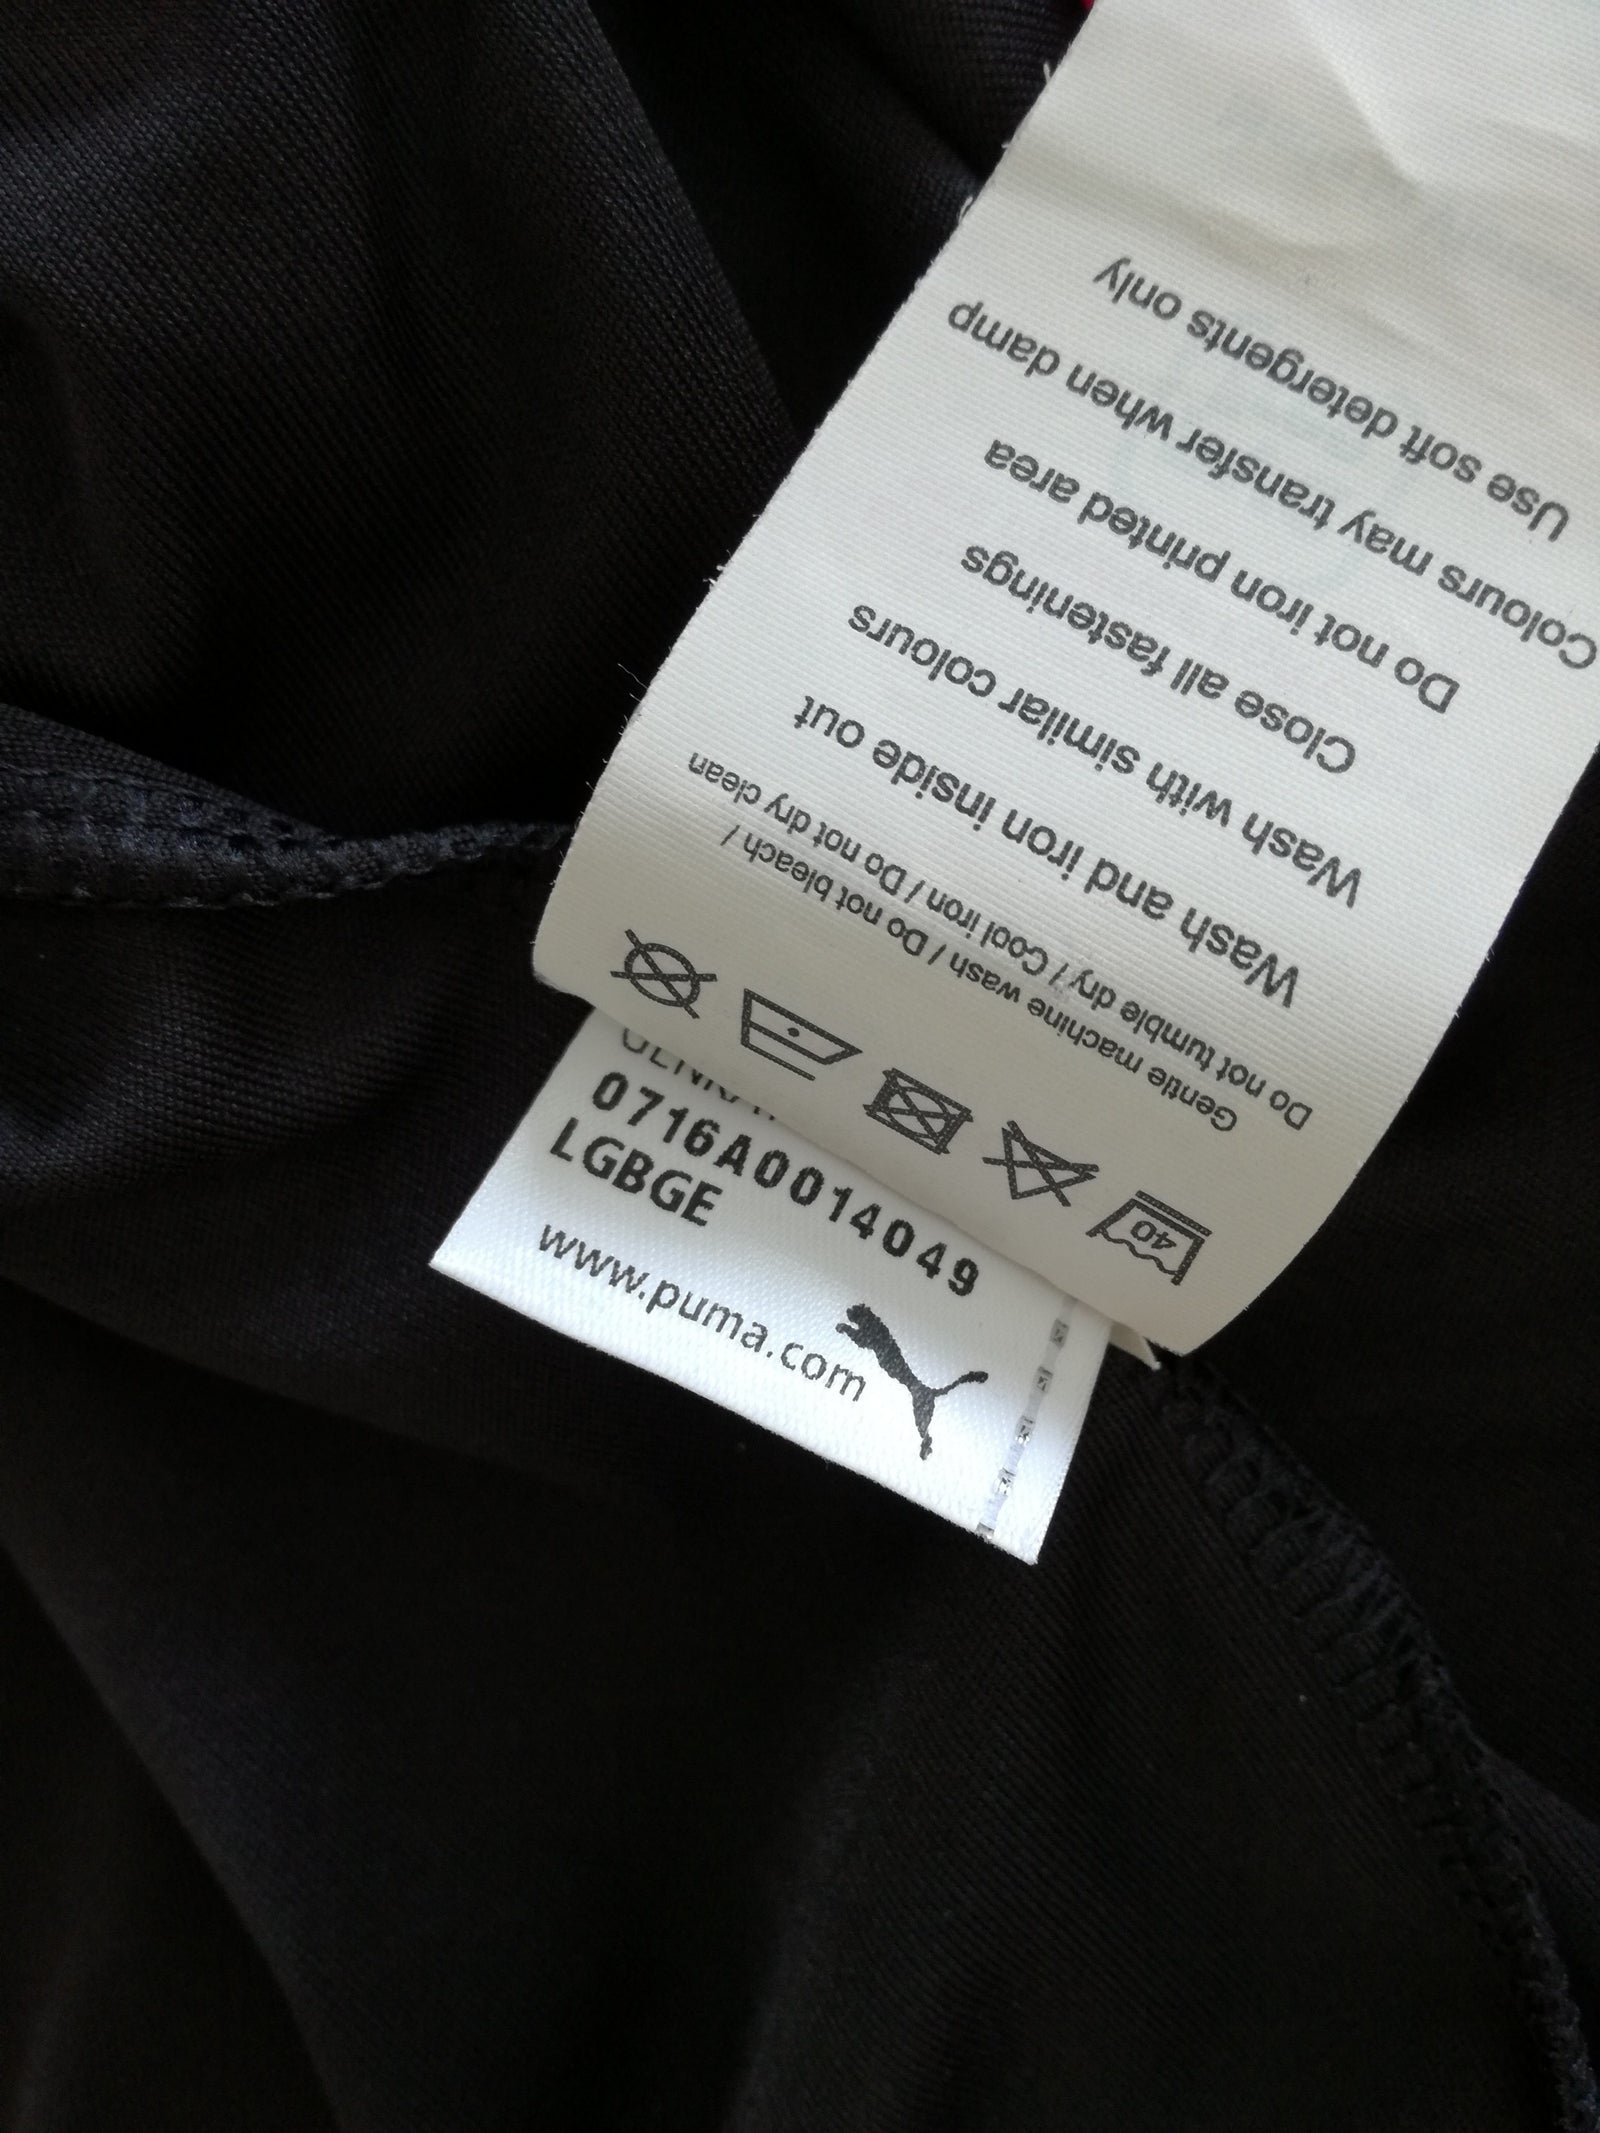 Use soft detergents only
Colours may transfer when damp
Do not iron printed area
Close all fastenings
Wash with similar colours
Wash and iron inside out
Do not tumble dry / Cool iron / Do not dry clean
Gentle machine wash / Do not bleach /
40
0716A0014049
LGBGE
www.puma.com